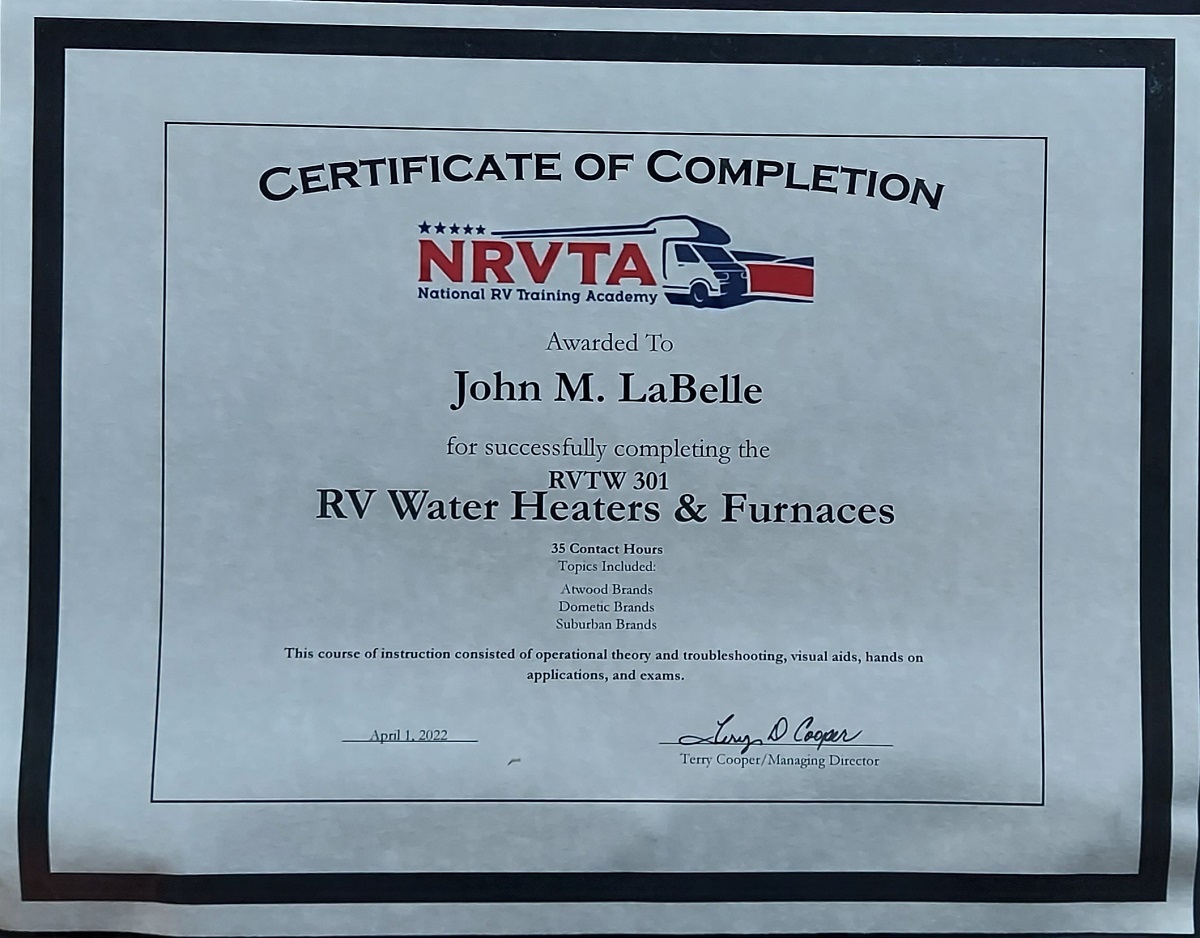 CERTIFICATE OF COMPLETION
NRVTA
National RV Training Academy
Awarded To
John M. LaBelle
for successfully completing the
RVTW 301
RV Water Heaters & Furnaces
35 Contact Hours
Topics Included:
Atwood Brands
Dometic Brands
Suburban Brands
This course of instruction consisted of operational theory and troubleshooting, visual aids, hands on
applications, and exams.
April 1, 2022
Terry D Cooper
Terry Cooper/Managing Director